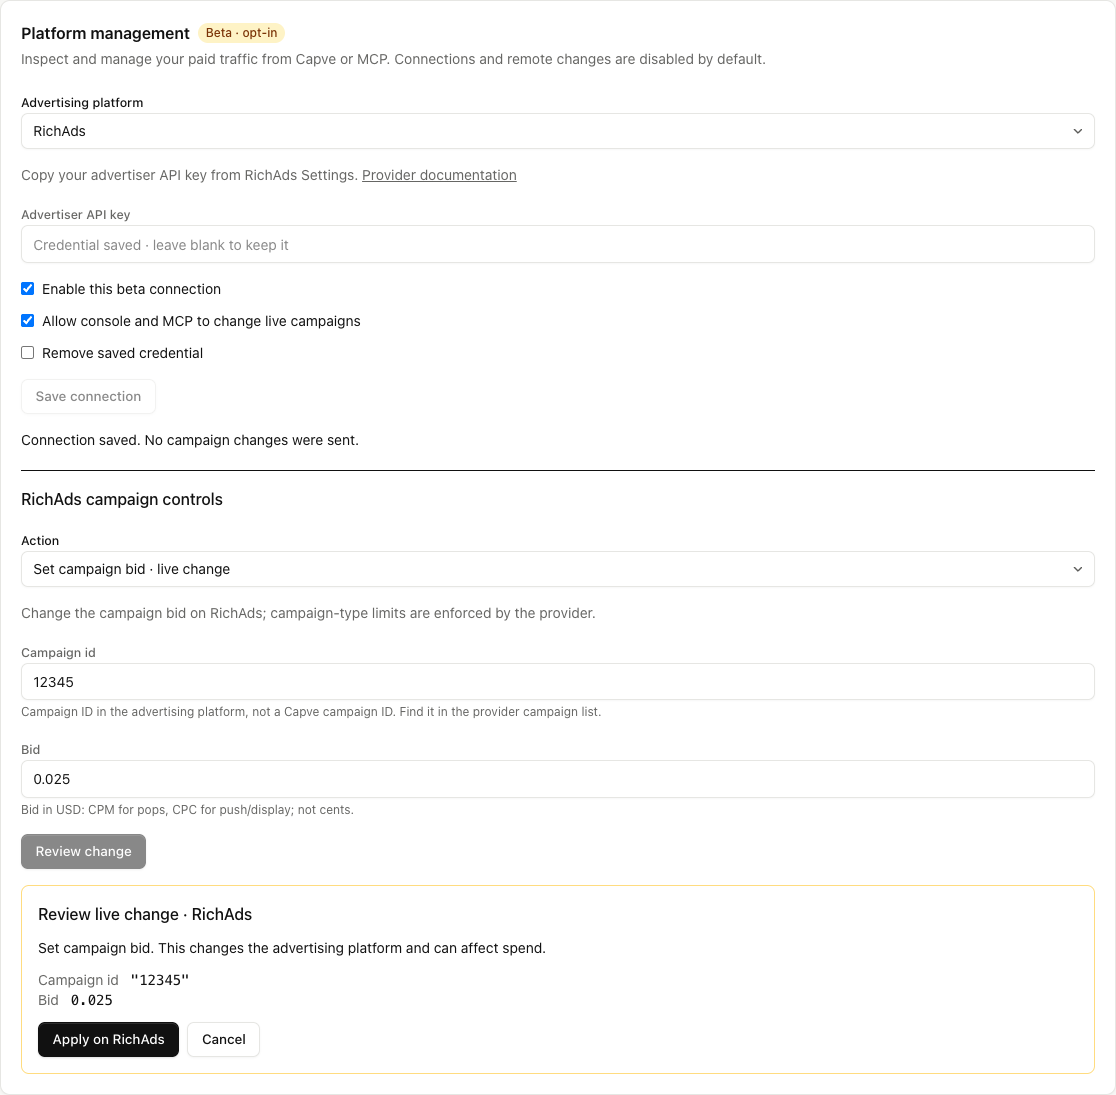 Platform management Beta · opt-in
Inspect and manage your paid traffic from Capve or MCP. Connections and remote changes are disabled by default.
Advertising platform
RichAds
Copy your advertiser API key from RichAds Settings. Provider documentation
Advertiser API key
Credential saved · leave blank to keep it
Enable this beta connection
Allow console and MCP to change live campaigns
Remove saved credential
Save connection
Connection saved. No campaign changes were sent.
RichAds campaign controls
Action
Set campaign bid · live change
Change the campaign bid on RichAds; campaign-type limits are enforced by the provider.
Campaign id
12345
Campaign ID in the advertising platform, not a Capve campaign ID. Find it in the provider campaign list.
Bid
0.025
Bid in USD: CPM for pops, CPC for push/display; not cents.
Review change
Review live change · RichAds
Set campaign bid. This changes the advertising platform and can affect spend.
Campaign id "12345"
Bid 0.025
Apply on RichAds Cancel